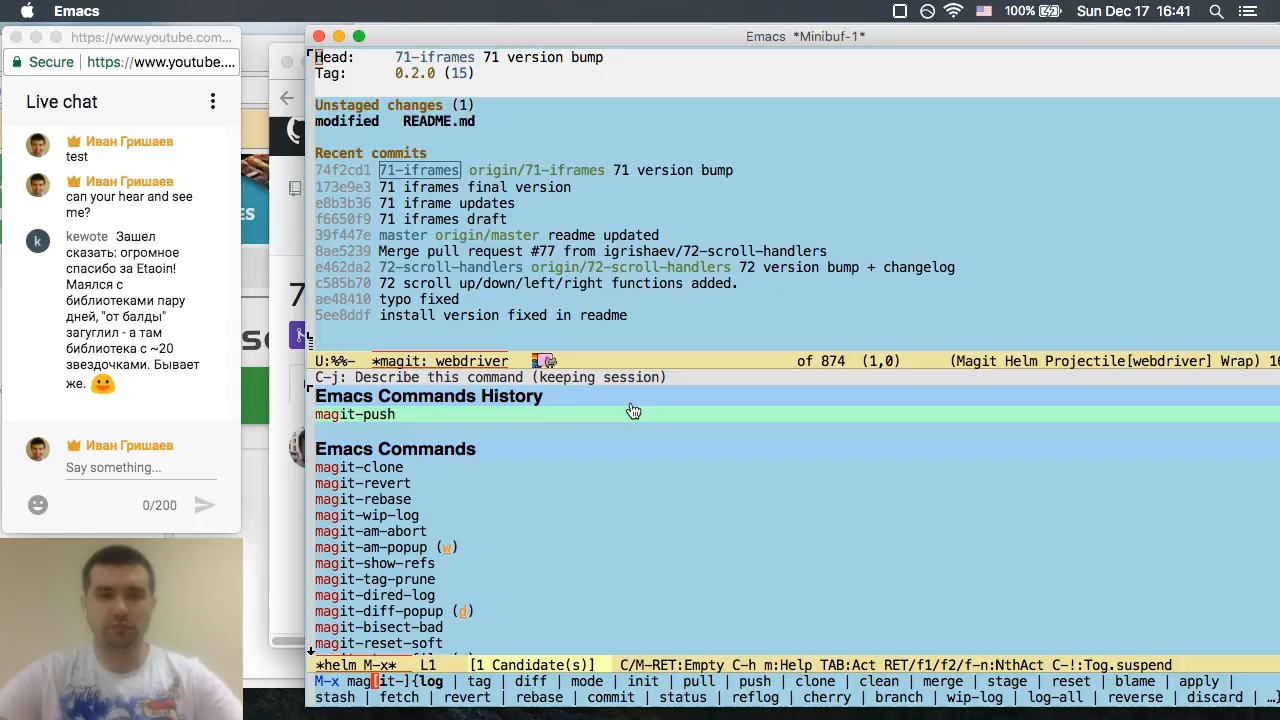 Emacs
100%
Sun Dec 17 16:41
https://www.youtube.com...
Secure
https://www.youtube....
Live chat
Иван Гришаев
test
Иван Гришаев
can your hear and see
me?
k
kewote Зашел
сказать: огромное
спасибо за Etaoin!
Маялся с
библиотеками пару
дней, "от балды"
загуглил - а там
библиотека с ~20
звездочками. Бывает
же.
Иван Гришаев
Say something...
0/200
ES
7
Emacs *Minibuf-1*
Head: 71-iframes 71 version bump
Tag: 0.2.0 (15)
Unstaged changes (1)
modified README.md
Recent commits
74f2cd1 71-iframes origin/71-iframes 71 version bump
173e9e3 71 iframes final version
e8b3b36 71 iframe updates
f6650f9 71 iframes draft
39f447e master origin/master readme updated
8ae5239 Merge pull request #77 from igrishaev/72-scroll-handlers
e462da2 72-scroll-handlers origin/72-scroll-handlers 72 version bump + changelog
c585b70 72 scroll up/down/left/right functions added.
ae48410 typo fixed
5ee8ddf install version fixed in readme
U:%%- *magit: webdriver of 874 (1,0) (Magit Helm Projectile[webdriver] Wrap) 16
C-j: Describe this command (keeping session)
Emacs Commands History
magit-push
Emacs Commands
magit-clone
magit-revert
magit-rebase
magit-wip-log
magit-am-abort
magit-am-popup (w)
magit-show-refs
magit-tag-prune
magit-dired-log
magit-diff-popup (d)
magit-bisect-bad
magit-reset-soft
*helm M-x* L1 [1 Candidate(s)] C/M-RET:Empty C-h m:Help TAB:Act RET/f1/f2/f-n:NthAct C-!:Tog.suspend
M-x mag[it-]{log | tag | diff | mode | init | pull | push | clone | clean | merge | stage | reset | blame | apply |
stash | fetch | revert | rebase | commit | status | reflog | cherry | branch | wip-log | log-all | reverse | discard | …}